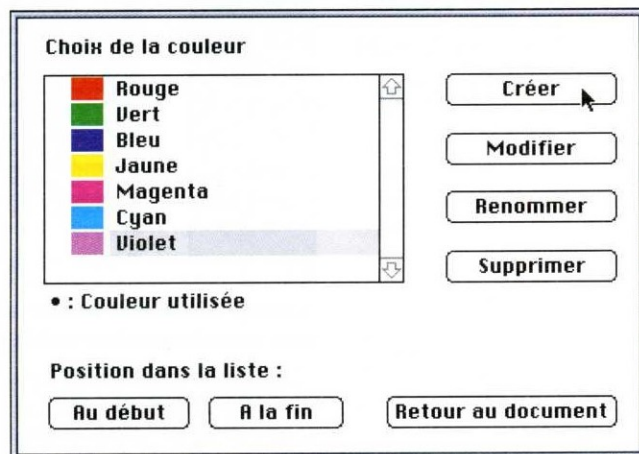 Choix de la couleur
Rouge
Vert
Bleu
Jaune
Magenta
Cyan
Violet
Créer
Modifier
Renommer
Supprimer
• : Couleur utilisée
Position dans la liste :
Au début
A la fin
Retour au document